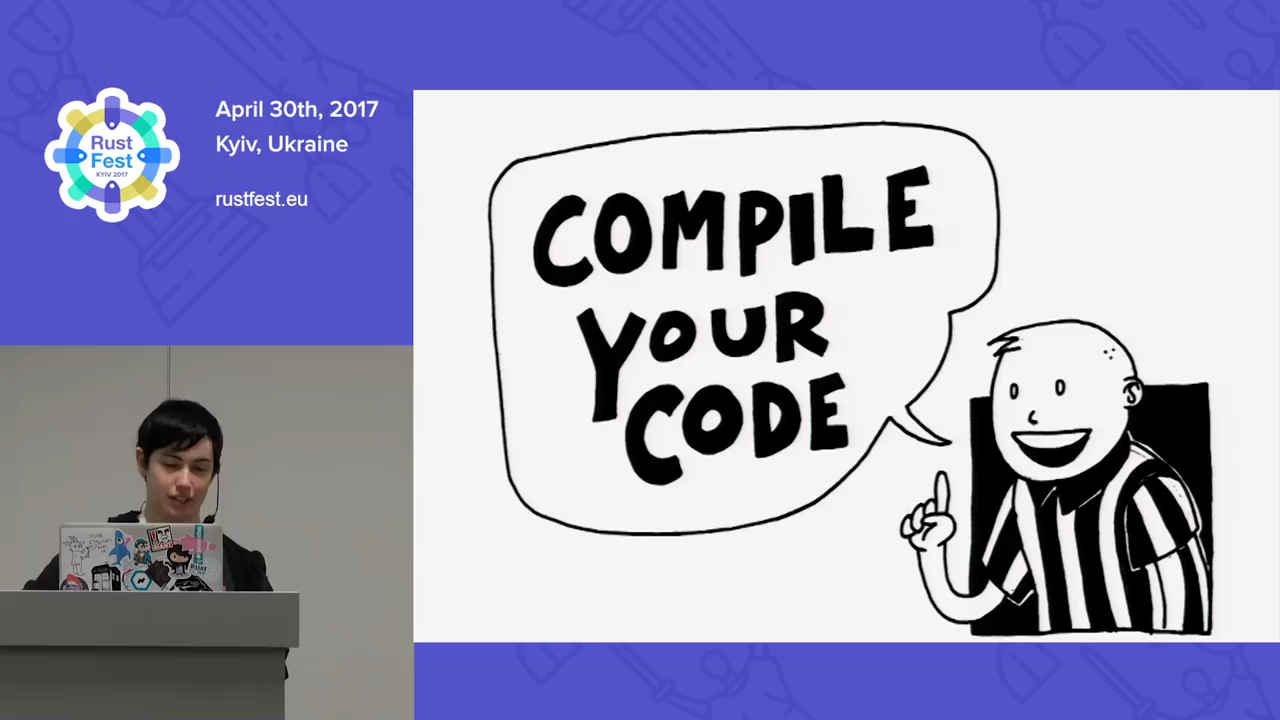 Rust
Fest
KYIV 2017
April 30th, 2017
Kyiv, Ukraine
rustfest.eu
COMPILE
YOUR
CODE